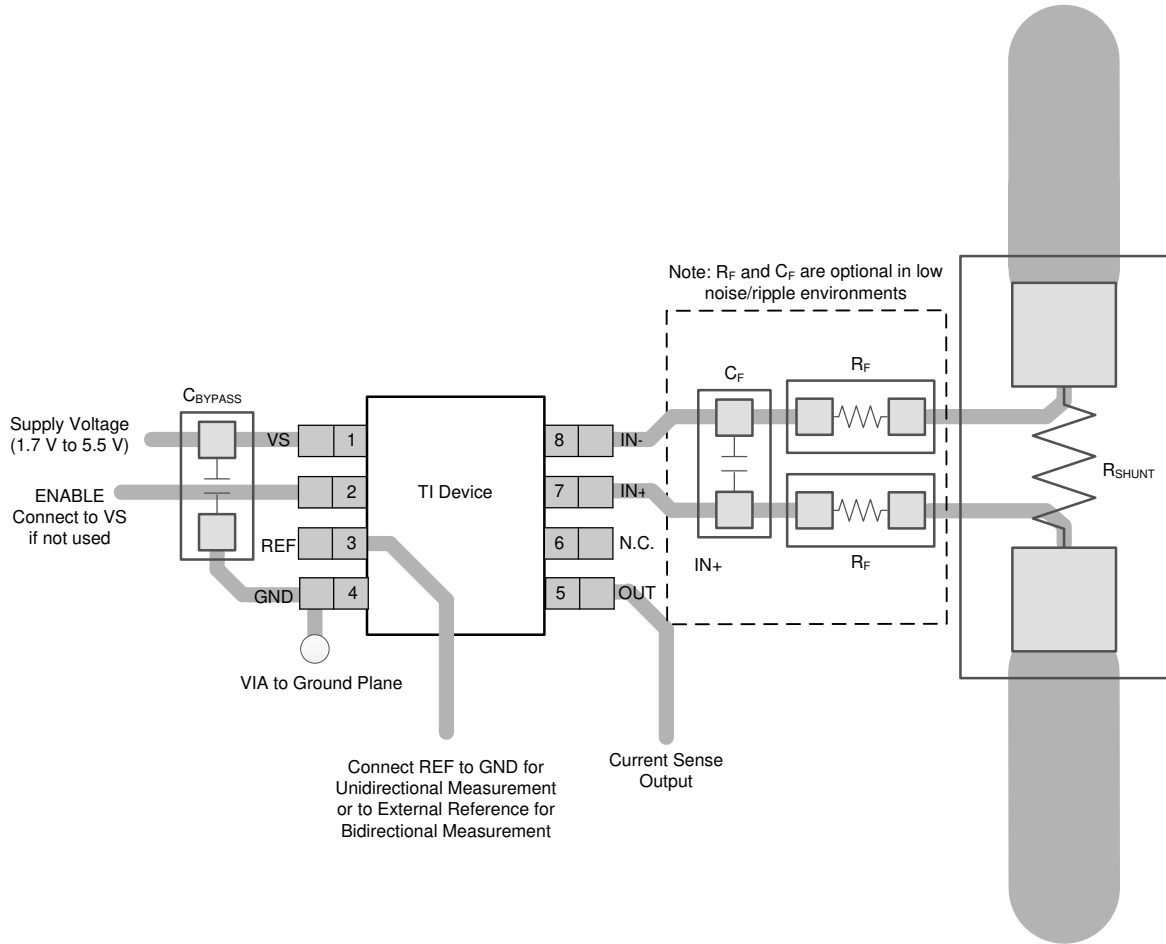 Note: RF and CF are optional in low
noise/ripple environments
CF
RF
CBYPASS
Supply Voltage
(1.7 V to 5.5 V)
VS
1
8
IN-
RSHUNT
ENABLE
Connect to VS
if not used
2
TI Device
7
IN+
REF
3
6
N.C.
IN+
RF
GND
4
5
OUT
VIA to Ground Plane
Connect REF to GND for
Unidirectional Measurement
or to External Reference for
Bidirectional Measurement
Current Sense
Output